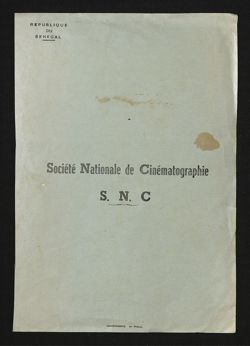 REPUBLIQUE
DU
SENEGAL
Société Nationale de Cinématographie
S. N. C